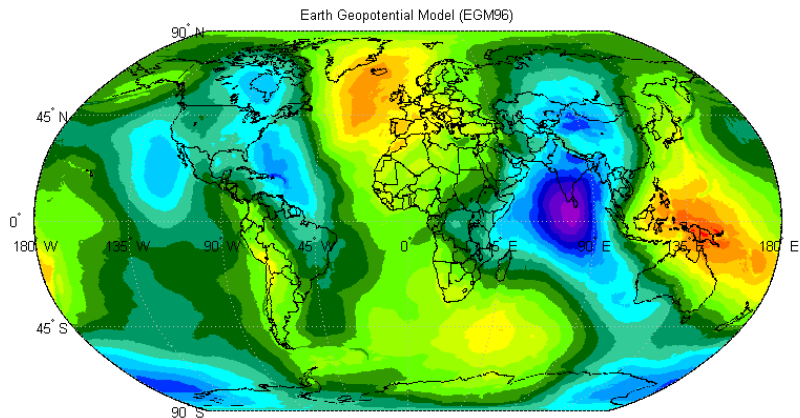 Earth Geopotential Model (EGM96)
90° N
45° N
0°
180° W 135° W 90° W 45° W 0 45° E 90° E 135° E 180° E
45° S
90° S